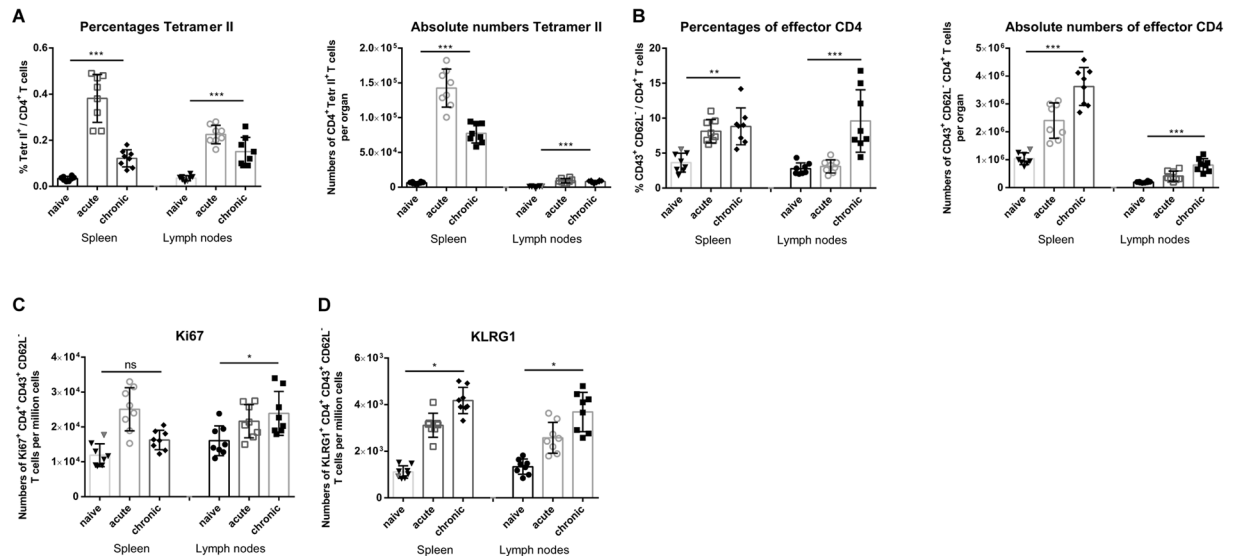 A
Percentages Tetramer II
% Tetr II⁺ / CD4⁺ T cells
0.6
0.4
0.2
0.0
***
***
naive
acute
chronic
naive
acute
chronic
Spleen
Lymph nodes
Absolute numbers Tetramer II
Numbers of CD4⁺ Tetr II⁺ T cells
per organ
2.0×10⁵
1.5×10⁵
1.0×10⁵
5.0×10⁴
0.0
***
***
naive
acute
chronic
naive
acute
chronic
Spleen
Lymph nodes
B
Percentages of effector CD4
% CD43⁺ CD62L⁻ / CD4⁺ T cells
20
15
10
5
0
**
***
naive
acute
chronic
naive
acute
chronic
Spleen
Lymph nodes
Absolute numbers of effector CD4
Numbers of CD43⁺ CD62L⁻ CD4⁺ T cells
per organ
5×10⁶
4×10⁶
3×10⁶
2×10⁶
1×10⁶
0
***
***
naive
acute
chronic
naive
acute
chronic
Spleen
Lymph nodes
C
Ki67
Numbers of Ki67⁺ CD4⁺ CD43⁺ CD62L⁻
T cells per million cells
4×10⁴
3×10⁴
2×10⁴
1×10⁴
0
ns
*
naive
acute
chronic
naive
acute
chronic
Spleen
Lymph nodes
D
KLRG1
Numbers of KLRG1⁺ CD4⁺ CD43⁺ CD62L⁻
T cells per million cells
6×10³
4×10³
2×10³
0
*
*
naive
acute
chronic
naive
acute
chronic
Spleen
Lymph nodes